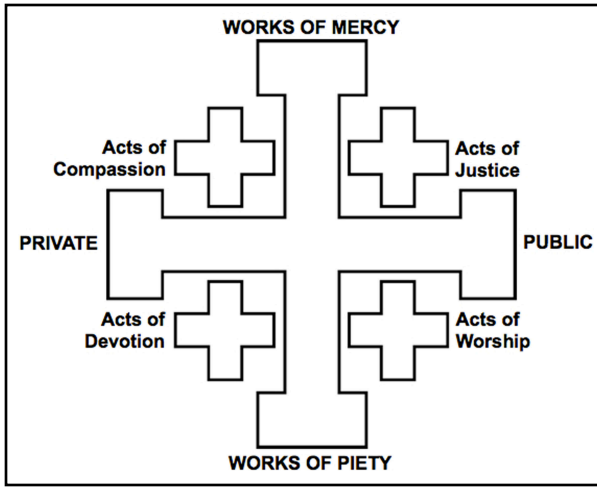 WORKS OF MERCY
Acts of
Compassion
Acts of
Justice
PRIVATE
PUBLIC
Acts of
Devotion
Acts of
Worship
WORKS OF PIETY